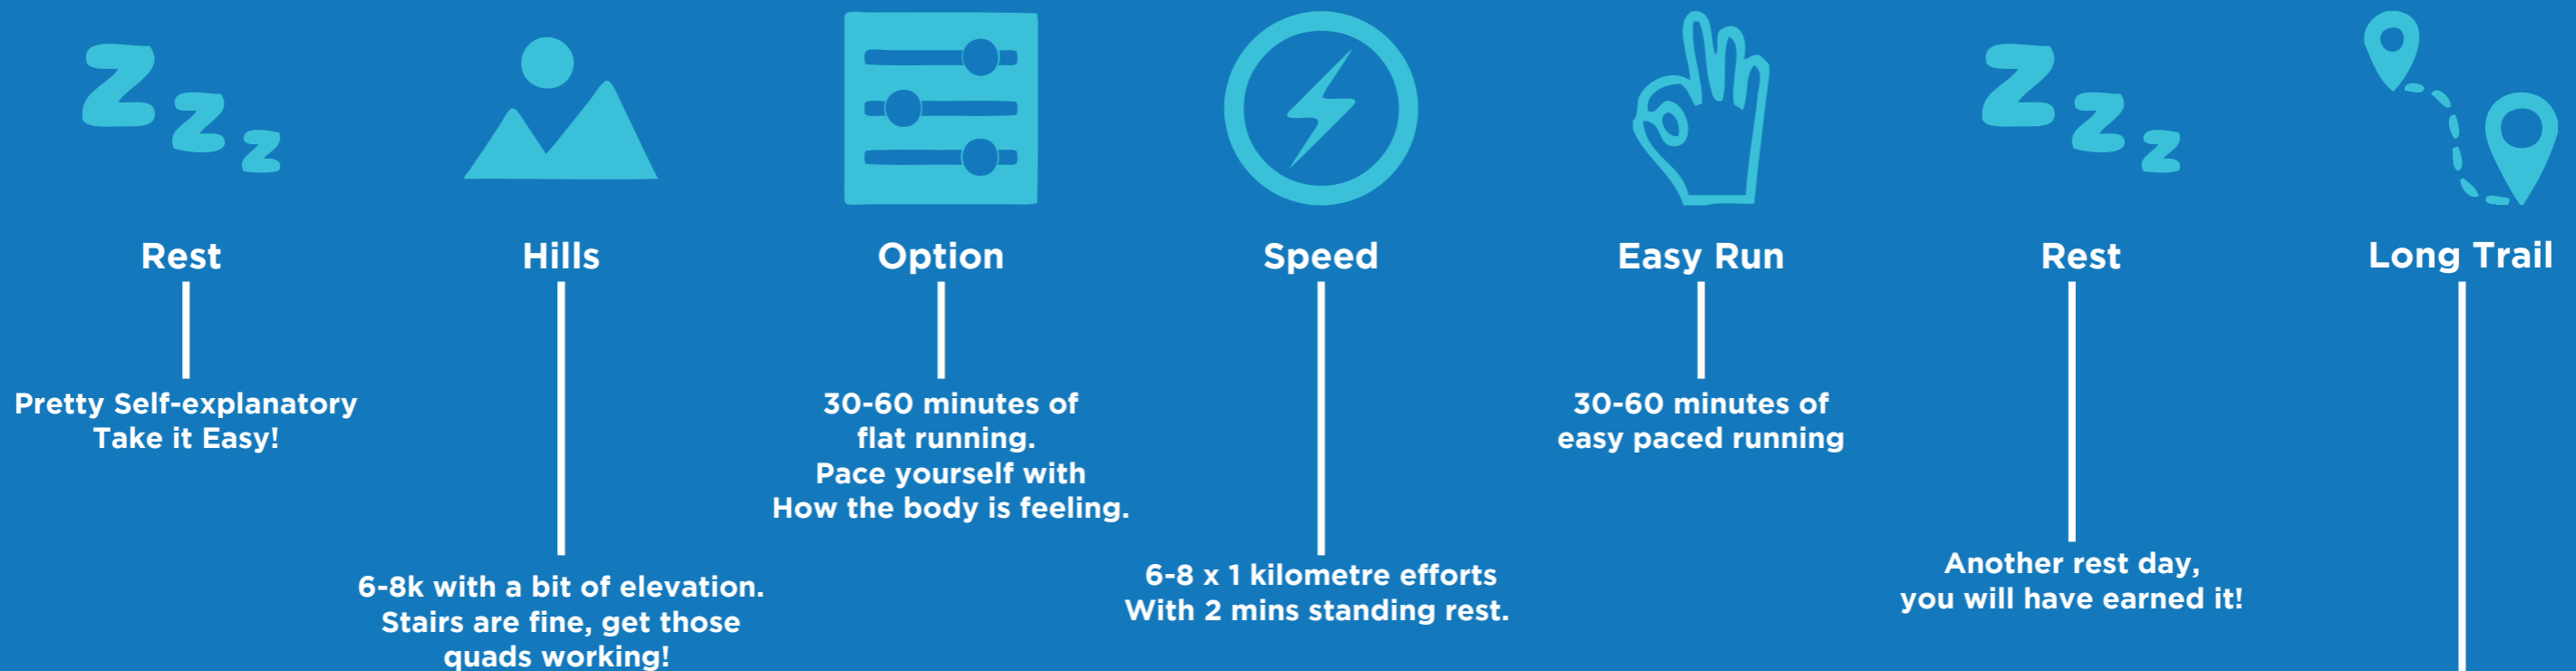 Rest
Hills
Option
Speed
Easy Run
Rest
Long Trail
Pretty Self-explanatory
Take it Easy!
6-8k with a bit of elevation.
Stairs are fine, get those
quads working!
30-60 minutes of
flat running.
Pace yourself with
How the body is feeling.
6-8 x 1 kilometre efforts
With 2 mins standing rest.
30-60 minutes of
easy paced running
Another rest day,
you will have earned it!